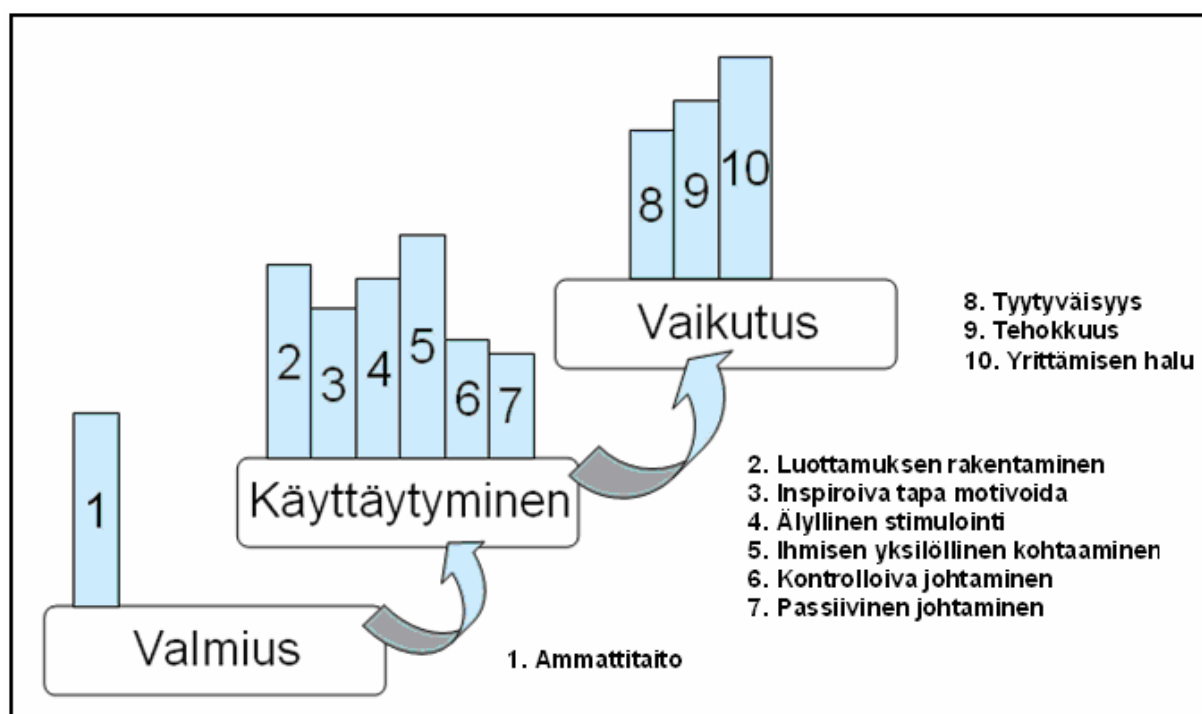 8
9
10
Vaikutus
8. Tyytyväisyys
9. Tehokkuus
10. Yrittämisen halu
2
3
4
5
6
7
Käyttäytyminen
2. Luottamuksen rakentaminen
3. Inspiroiva tapa motivoida
4. Älyllinen stimulointi
5. Ihmisen yksilöllinen kohtaaminen
6. Kontrolloiva johtaminen
7. Passiivinen johtaminen
1
Valmius
1. Ammattitaito